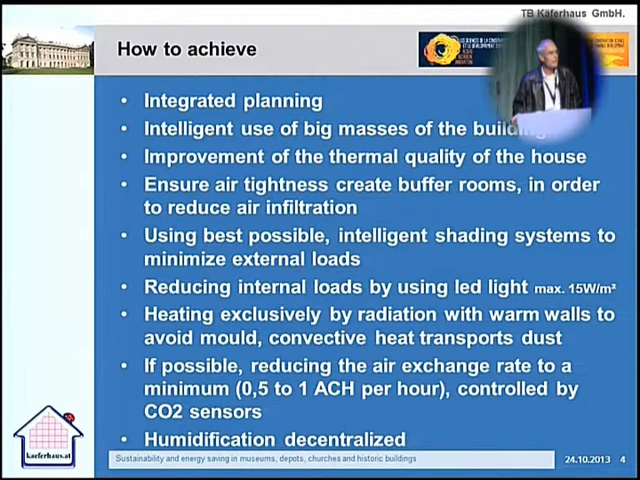 TB Käferhaus GmbH.
How to achieve
• Integrated planning
• Intelligent use of big masses of the building
• Improvement of the thermal quality of the house
• Ensure air tightness create buffer rooms, in order
to reduce air infiltration
• Using best possible, intelligent shading systems to
minimize external loads
• Reducing internal loads by using led light max. 15W/m²
• Heating exclusively by radiation with warm walls to
avoid mould, convective heat transports dust
• If possible, reducing the air exchange rate to a
minimum (0,5 to 1 ACH per hour), controlled by
CO2 sensors
• Humidification decentralized
kaeferhaus.at
Sustainability and energy saving in museums, depots, churches and historic buildings
24.10.2013 4